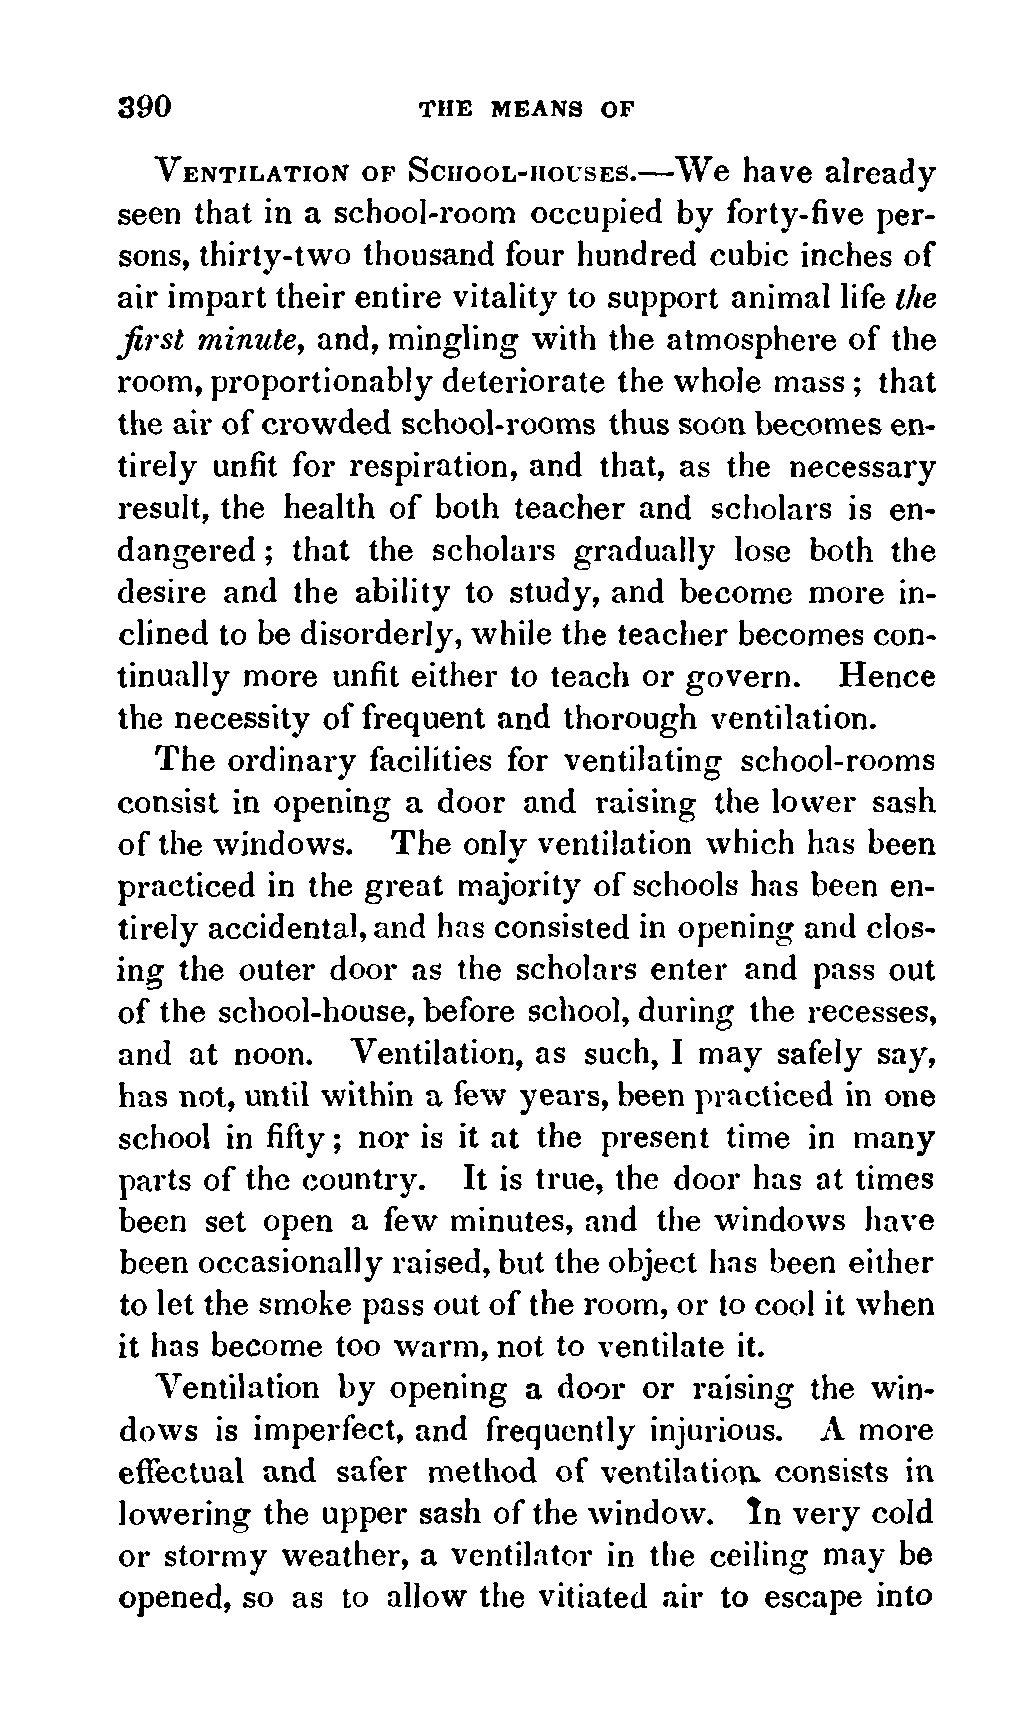 390 THE MEANS OF
VENTILATION OF SCHOOL-HOUSES.—We have already
seen that in a school-room occupied by forty-five per-
sons, thirty-two thousand four hundred cubic inches of
air impart their entire vitality to support animal life the
first minute, and, mingling with the atmosphere of the
room, proportionably deteriorate the whole mass; that
the air of crowded school-rooms thus soon becomes en-
tirely unfit for respiration, and that, as the necessary
result, the health of both teacher and scholars is en-
dangered; that the scholars gradually lose both the
desire and the ability to study, and become more in-
clined to be disorderly, while the teacher becomes con-
tinually more unfit either to teach or govern. Hence
the necessity of frequent and thorough ventilation.
The ordinary facilities for ventilating school-rooms
consist in opening a door and raising the lower sash
of the windows. The only ventilation which has been
practiced in the great majority of schools has been en-
tirely accidental, and has consisted in opening and clos-
ing the outer door as the scholars enter and pass out
of the school-house, before school, during the recesses,
and at noon. Ventilation, as such, I may safely say,
has not, until within a few years, been practiced in one
school in fifty; nor is it at the present time in many
parts of the country. It is true, the door has at times
been set open a few minutes, and the windows have
been occasionally raised, but the object has been either
to let the smoke pass out of the room, or to cool it when
it has become too warm, not to ventilate it.
Ventilation by opening a door or raising the win-
dows is imperfect, and frequently injurious. A more
effectual and safer method of ventilation consists in
lowering the upper sash of the window. In very cold
or stormy weather, a ventilator in the ceiling may be
opened, so as to allow the vitiated air to escape into